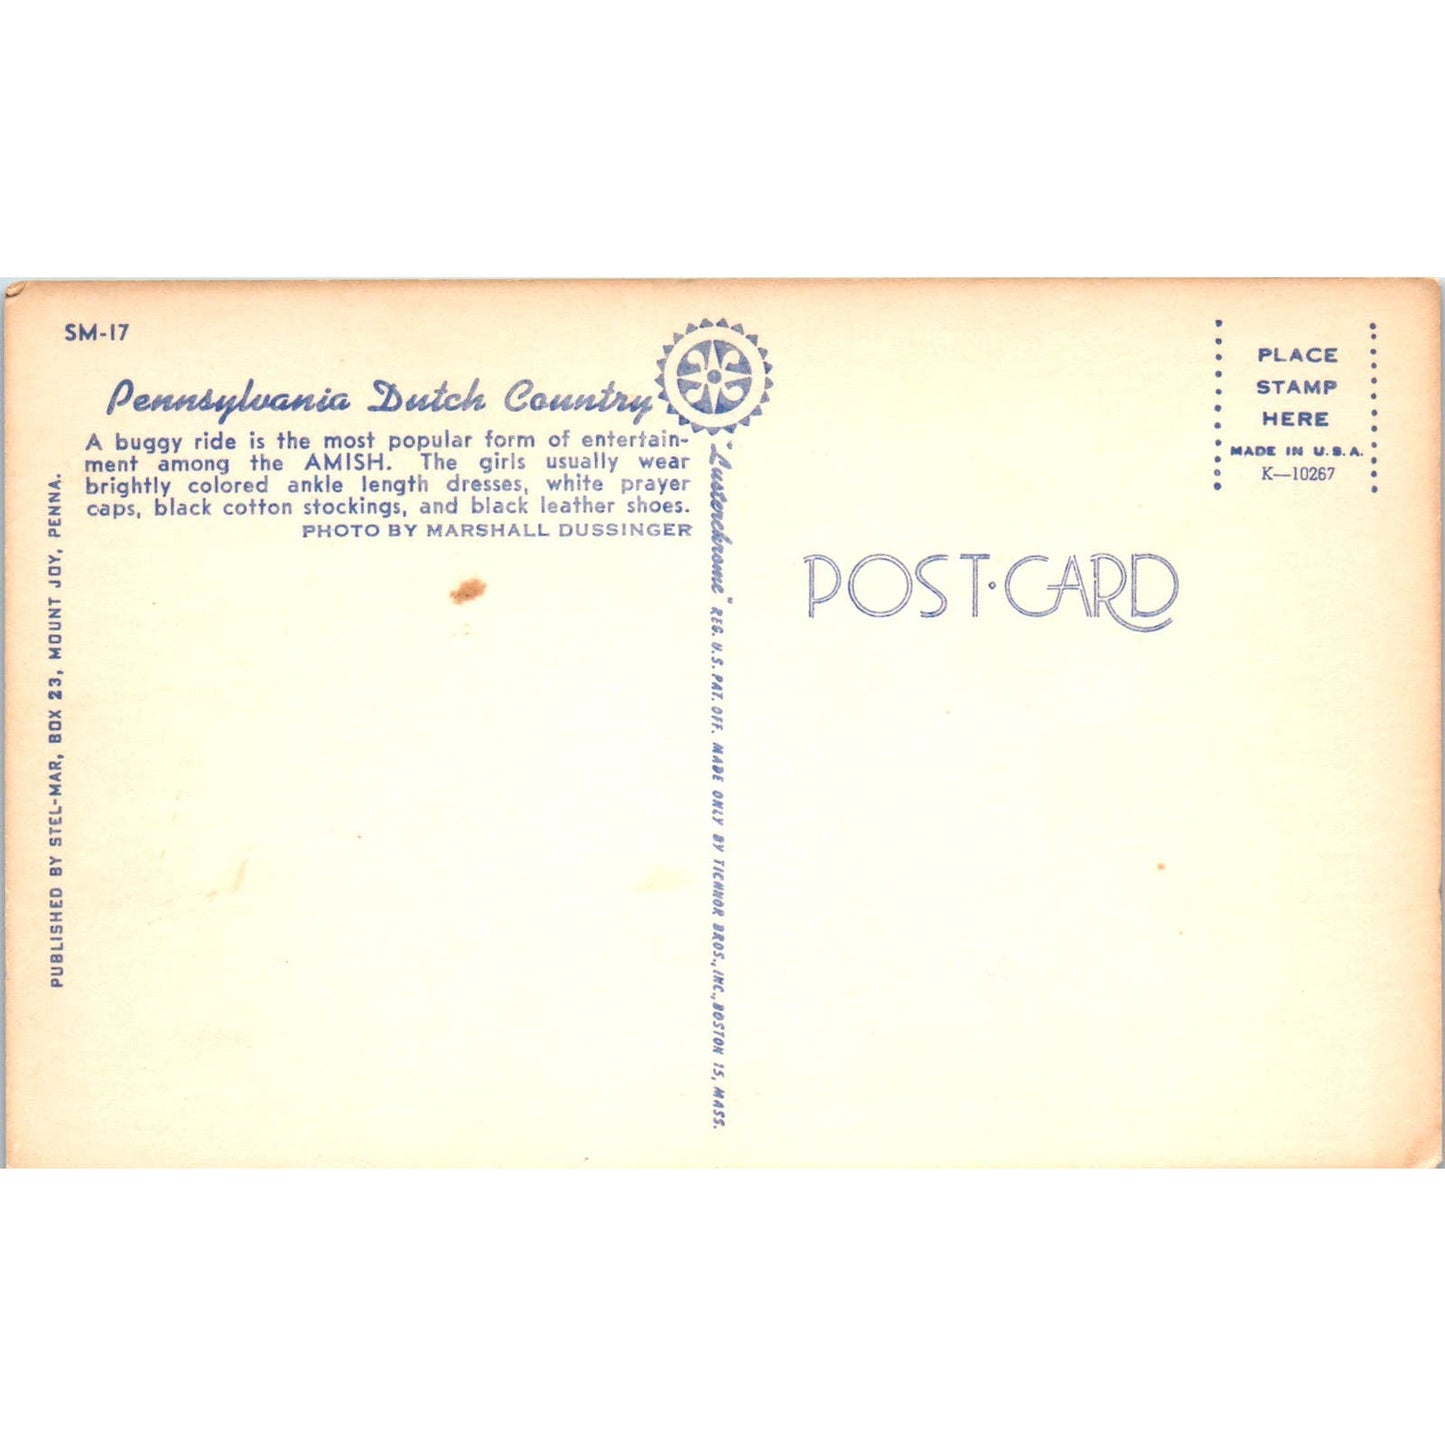 SM-17
Pennsylvania Dutch Country
A buggy ride is the most popular form of entertain-
ment among the AMISH. The girls usually wear
brightly colored ankle length dresses, white prayer
caps, black cotton stockings, and black leather shoes.
PHOTO BY MARSHALL DUSSINGER
PUBLISHED BY STEL-MAR, BOX 23, MOUNT JOY, PENNA.
"Lusterchrome" REG. U.S. PAT. OFF. MADE ONLY BY TICHNOR BROS., INC., BOSTON 15, MASS.
PLACE
STAMP
HERE
MADE IN U.S.A.
K—10267
POST·CARD